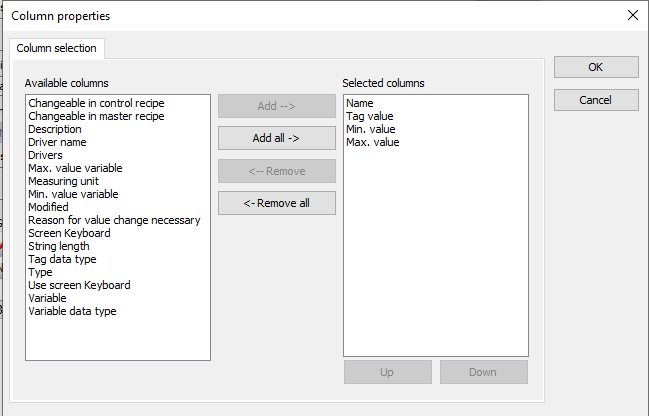 Column properties
Column selection
Available columns
Changeable in control recipe
Changeable in master recipe
Description
Driver name
Drivers
Max. value variable
Measuring unit
Min. value variable
Modified
Reason for value change necessary
Screen Keyboard
String length
Tag data type
Type
Use screen Keyboard
Variable
Variable data type
Add -->
Add all ->
<-- Remove
<- Remove all
Selected columns
Name
Tag value
Min. value
Max. value
Up
Down
OK
Cancel